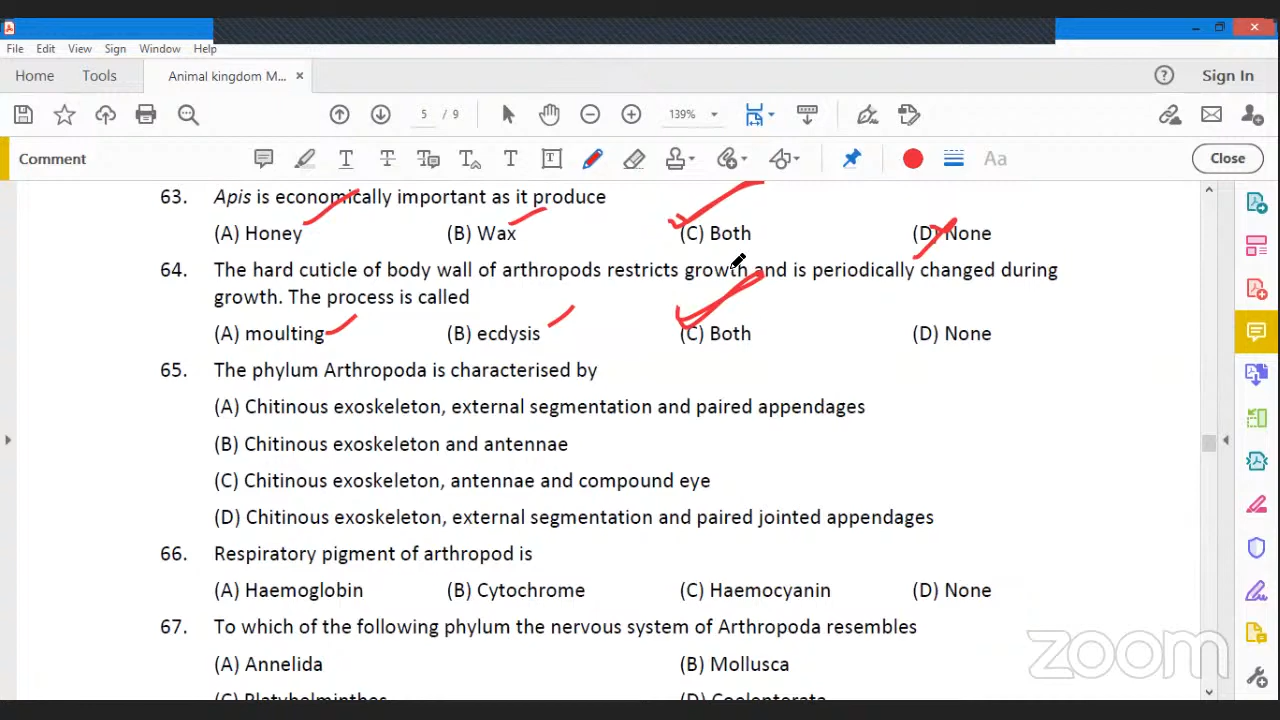 File Edit View Sign Window Help
Home Tools Animal kingdom M... × Sign In
5 / 9 139%
Comment Aa Close
63. Apis is economically important as it produce
(A) Honey (B) Wax (C) Both (D) None
64. The hard cuticle of body wall of arthropods restricts growth and is periodically changed during
growth. The process is called
(A) moulting (B) ecdysis (C) Both (D) None
65. The phylum Arthropoda is characterised by
(A) Chitinous exoskeleton, external segmentation and paired appendages
(B) Chitinous exoskeleton and antennae
(C) Chitinous exoskeleton, antennae and compound eye
(D) Chitinous exoskeleton, external segmentation and paired jointed appendages
66. Respiratory pigment of arthropod is
(A) Haemoglobin (B) Cytochrome (C) Haemocyanin (D) None
67. To which of the following phylum the nervous system of Arthropoda resembles
(A) Annelida (B) Mollusca
(C) Platyhelminthes (D) Coelenterata
zoom